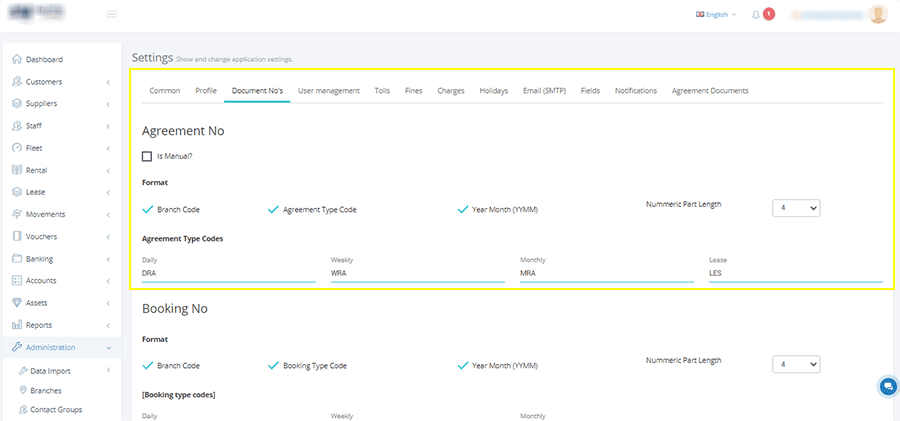 English
1
Dashboard
Customers
Suppliers
Staff
Fleet
Rental
Lease
Movements
Vouchers
Banking
Accounts
Assets
Reports
Administration
Data Import
Branches
Contact Groups
Settings Show and change application settings.
Common Profile Document No's User management Tolls Fines Charges Holidays Email (SMTP) Fields Notifications Agreement Documents
Agreement No
Is Manual?
Format
Branch Code Agreement Type Code Year Month (YYMM) Nummeric Part Length 4
Agreement Type Codes
Daily Weekly Monthly Lease
DRA WRA MRA LES
Booking No
Format
Branch Code Booking Type Code Year Month (YYMM) Nummeric Part Length 4
[Booking type codes]
Daily Weekly Monthly